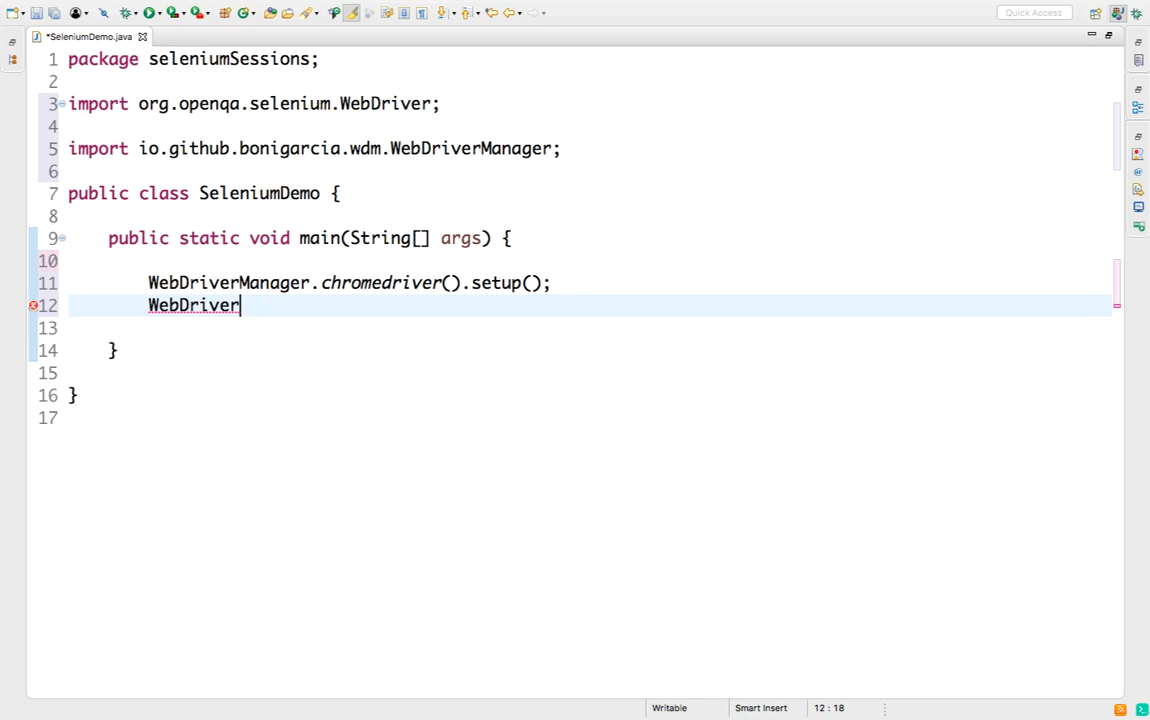 Quick Access
*SeleniumDemo.java
1 package seleniumSessions;
2
3 import org.openqa.selenium.WebDriver;
4
5 import io.github.bonigarcia.wdm.WebDriverManager;
6
7 public class SeleniumDemo {
8
9 public static void main(String[] args) {
10
11 WebDriverManager.chromedriver().setup();
12 WebDriver
13
14 }
15
16 }
17
Writable Smart Insert 12 : 18